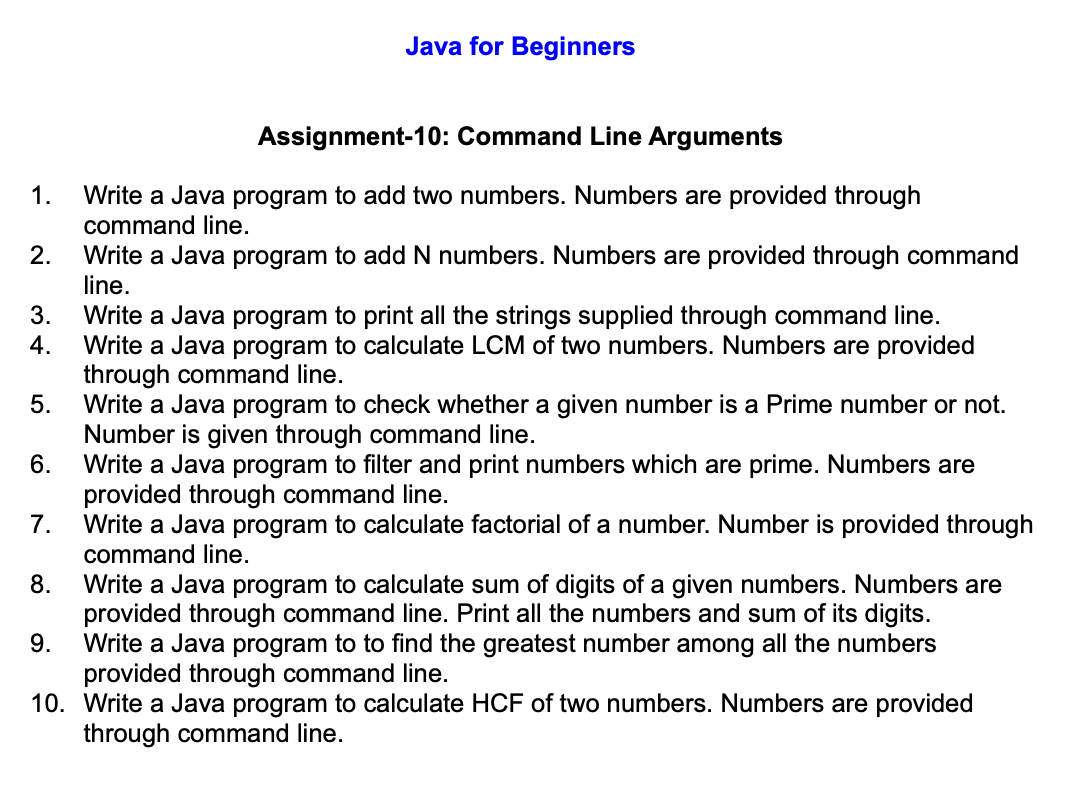 Java for Beginners
Assignment-10: Command Line Arguments
1. Write a Java program to add two numbers. Numbers are provided through
command line.
2. Write a Java program to add N numbers. Numbers are provided through command
line.
3. Write a Java program to print all the strings supplied through command line.
4. Write a Java program to calculate LCM of two numbers. Numbers are provided
through command line.
5. Write a Java program to check whether a given number is a Prime number or not.
Number is given through command line.
6. Write a Java program to filter and print numbers which are prime. Numbers are
provided through command line.
7. Write a Java program to calculate factorial of a number. Number is provided through
command line.
8. Write a Java program to calculate sum of digits of a given numbers. Numbers are
provided through command line. Print all the numbers and sum of its digits.
9. Write a Java program to to find the greatest number among all the numbers
provided through command line.
10. Write a Java program to calculate HCF of two numbers. Numbers are provided
through command line.